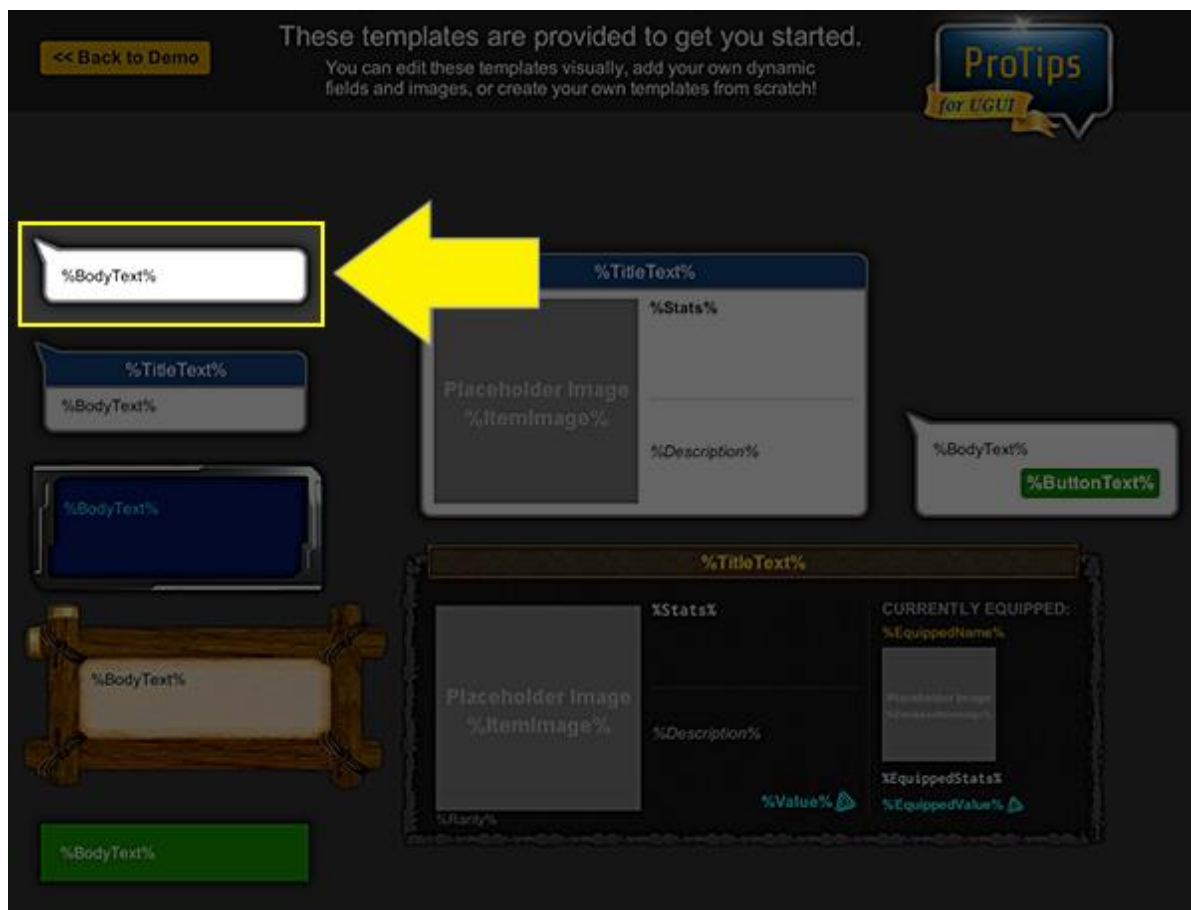 << Back to Demo
These templates are provided to get you started.
You can edit these templates visually, add your own dynamic
fields and images, or create your own templates from scratch!
ProTips
for UGUI
%BodyText%
%TitleText%
%BodyText%
%BodyText%
%BodyText%
%BodyText%
%TitleText%
%Stats%
Placeholder Image
%ItemImage%
%Description%
%BodyText%
%ButtonText%
%TitleText%
%Stats%
Placeholder Image
%ItemImage%
%Description%
%Value%
%Rarity%
CURRENTLY EQUIPPED:
%EquippedName%
Placeholder Image
%EquippedStats%
%EquippedValue%